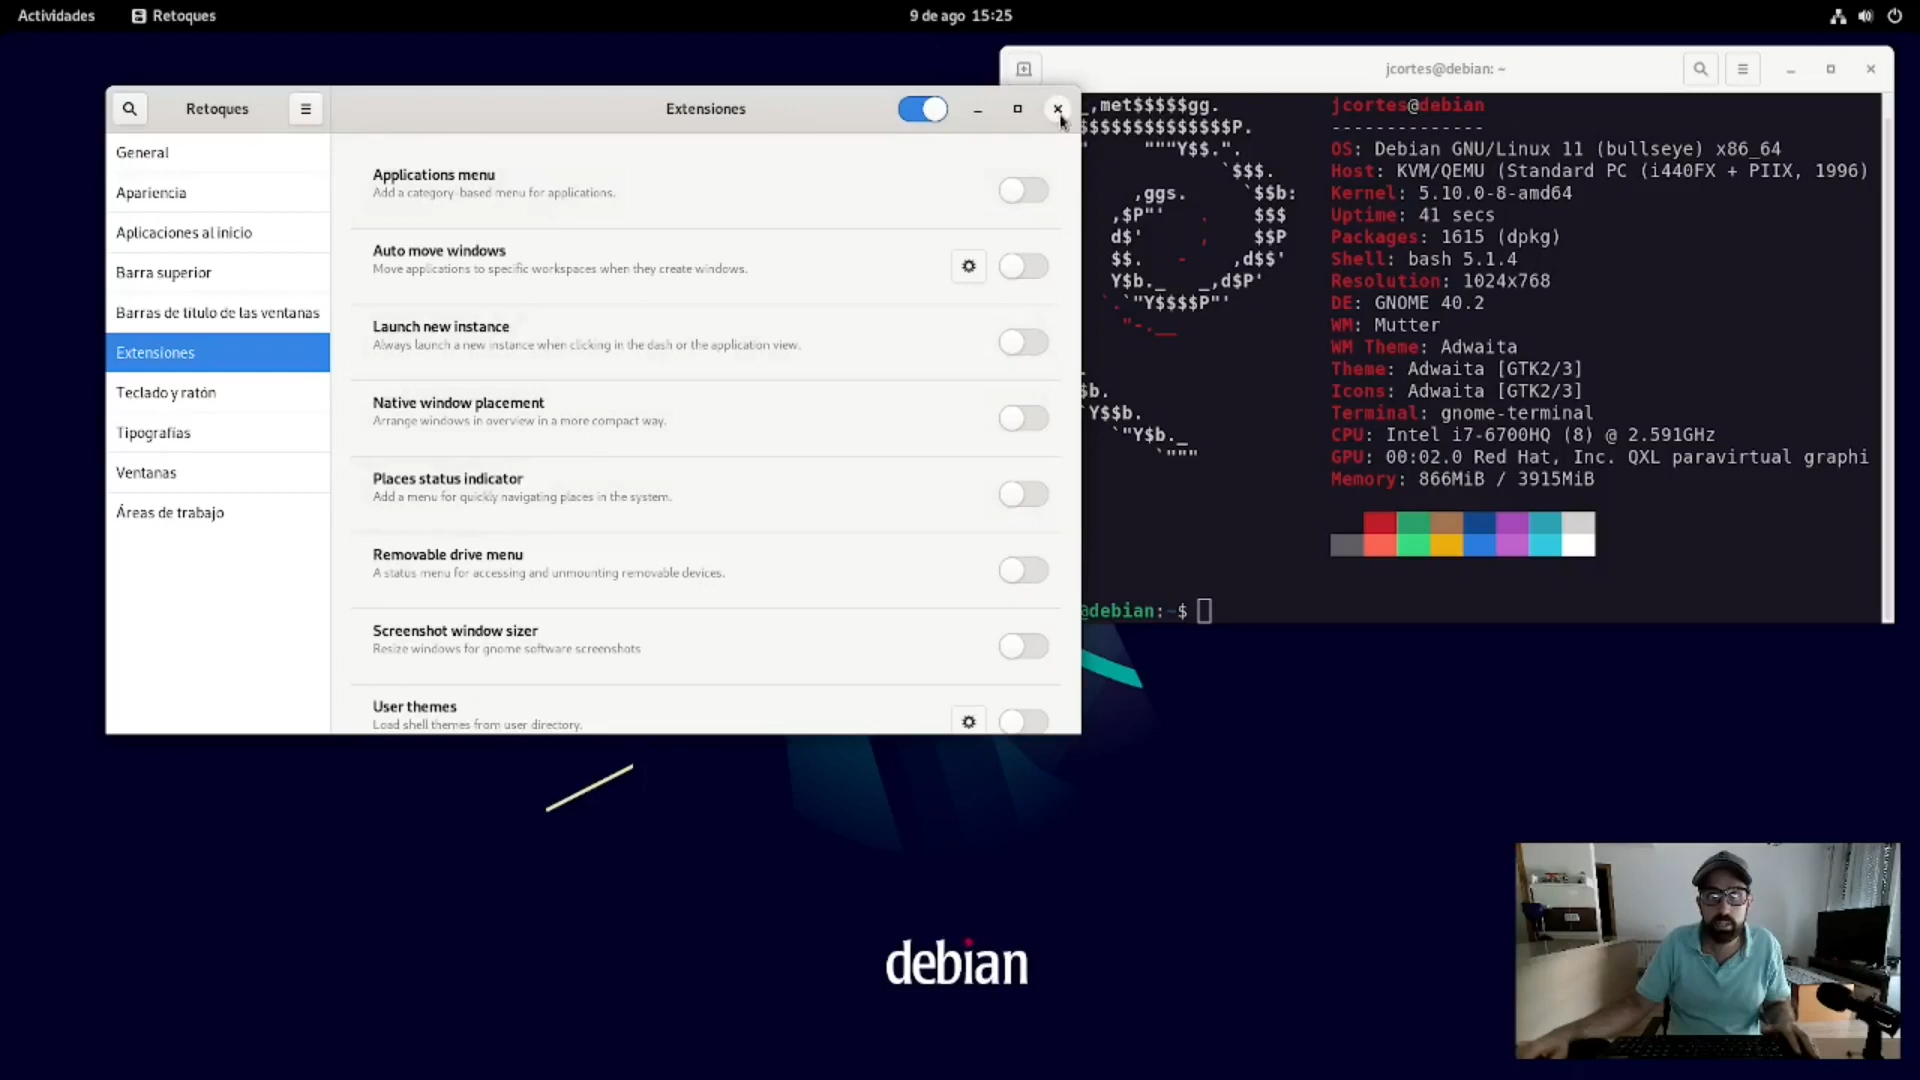 Actividades
Retoques
9 de ago 15:25
jcortes@debian: ~
Retoques
Extensiones
General
Apariencia
Aplicaciones al inicio
Barra superior
Barras de título de las ventanas
Extensiones
Teclado y ratón
Tipografías
Ventanas
Áreas de trabajo
Applications menu
Add a category-based menu for applications.
Auto move windows
Move applications to specific workspaces when they create windows.
Launch new instance
Always launch a new instance when clicking in the dash or the application view.
Native window placement
Arrange windows in overview in a more compact way.
Places status indicator
Add a menu for quickly navigating places in the system.
Removable drive menu
A status menu for accessing and unmounting removable devices.
Screenshot window sizer
Resize windows for gnome software screenshots
User themes
Load shell themes from user directory.
_,met$$$$$gg.
$$$$$$$$$$$$$$$P.
"""Y$$.".
`$$$.
,ggs. `$$b:
,$P"' . $$$
d$' , $$P
$$. - ,d$$'
Y$b._ _,d$P'
`.`"Y$$$$P"'
"-.__
$b.
`Y$$b.
`"Y$b._
`"""
jcortes@debian
--------------
OS: Debian GNU/Linux 11 (bullseye) x86_64
Host: KVM/QEMU (Standard PC (i440FX + PIIX, 1996)
Kernel: 5.10.0-8-amd64
Uptime: 41 secs
Packages: 1615 (dpkg)
Shell: bash 5.1.4
Resolution: 1024x768
DE: GNOME 40.2
WM: Mutter
WM Theme: Adwaita
Theme: Adwaita [GTK2/3]
Icons: Adwaita [GTK2/3]
Terminal: gnome-terminal
CPU: Intel i7-6700HQ (8) @ 2.591GHz
GPU: 00:02.0 Red Hat, Inc. QXL paravirtual graphi
Memory: 866MiB / 3915MiB
@debian:~$
debian